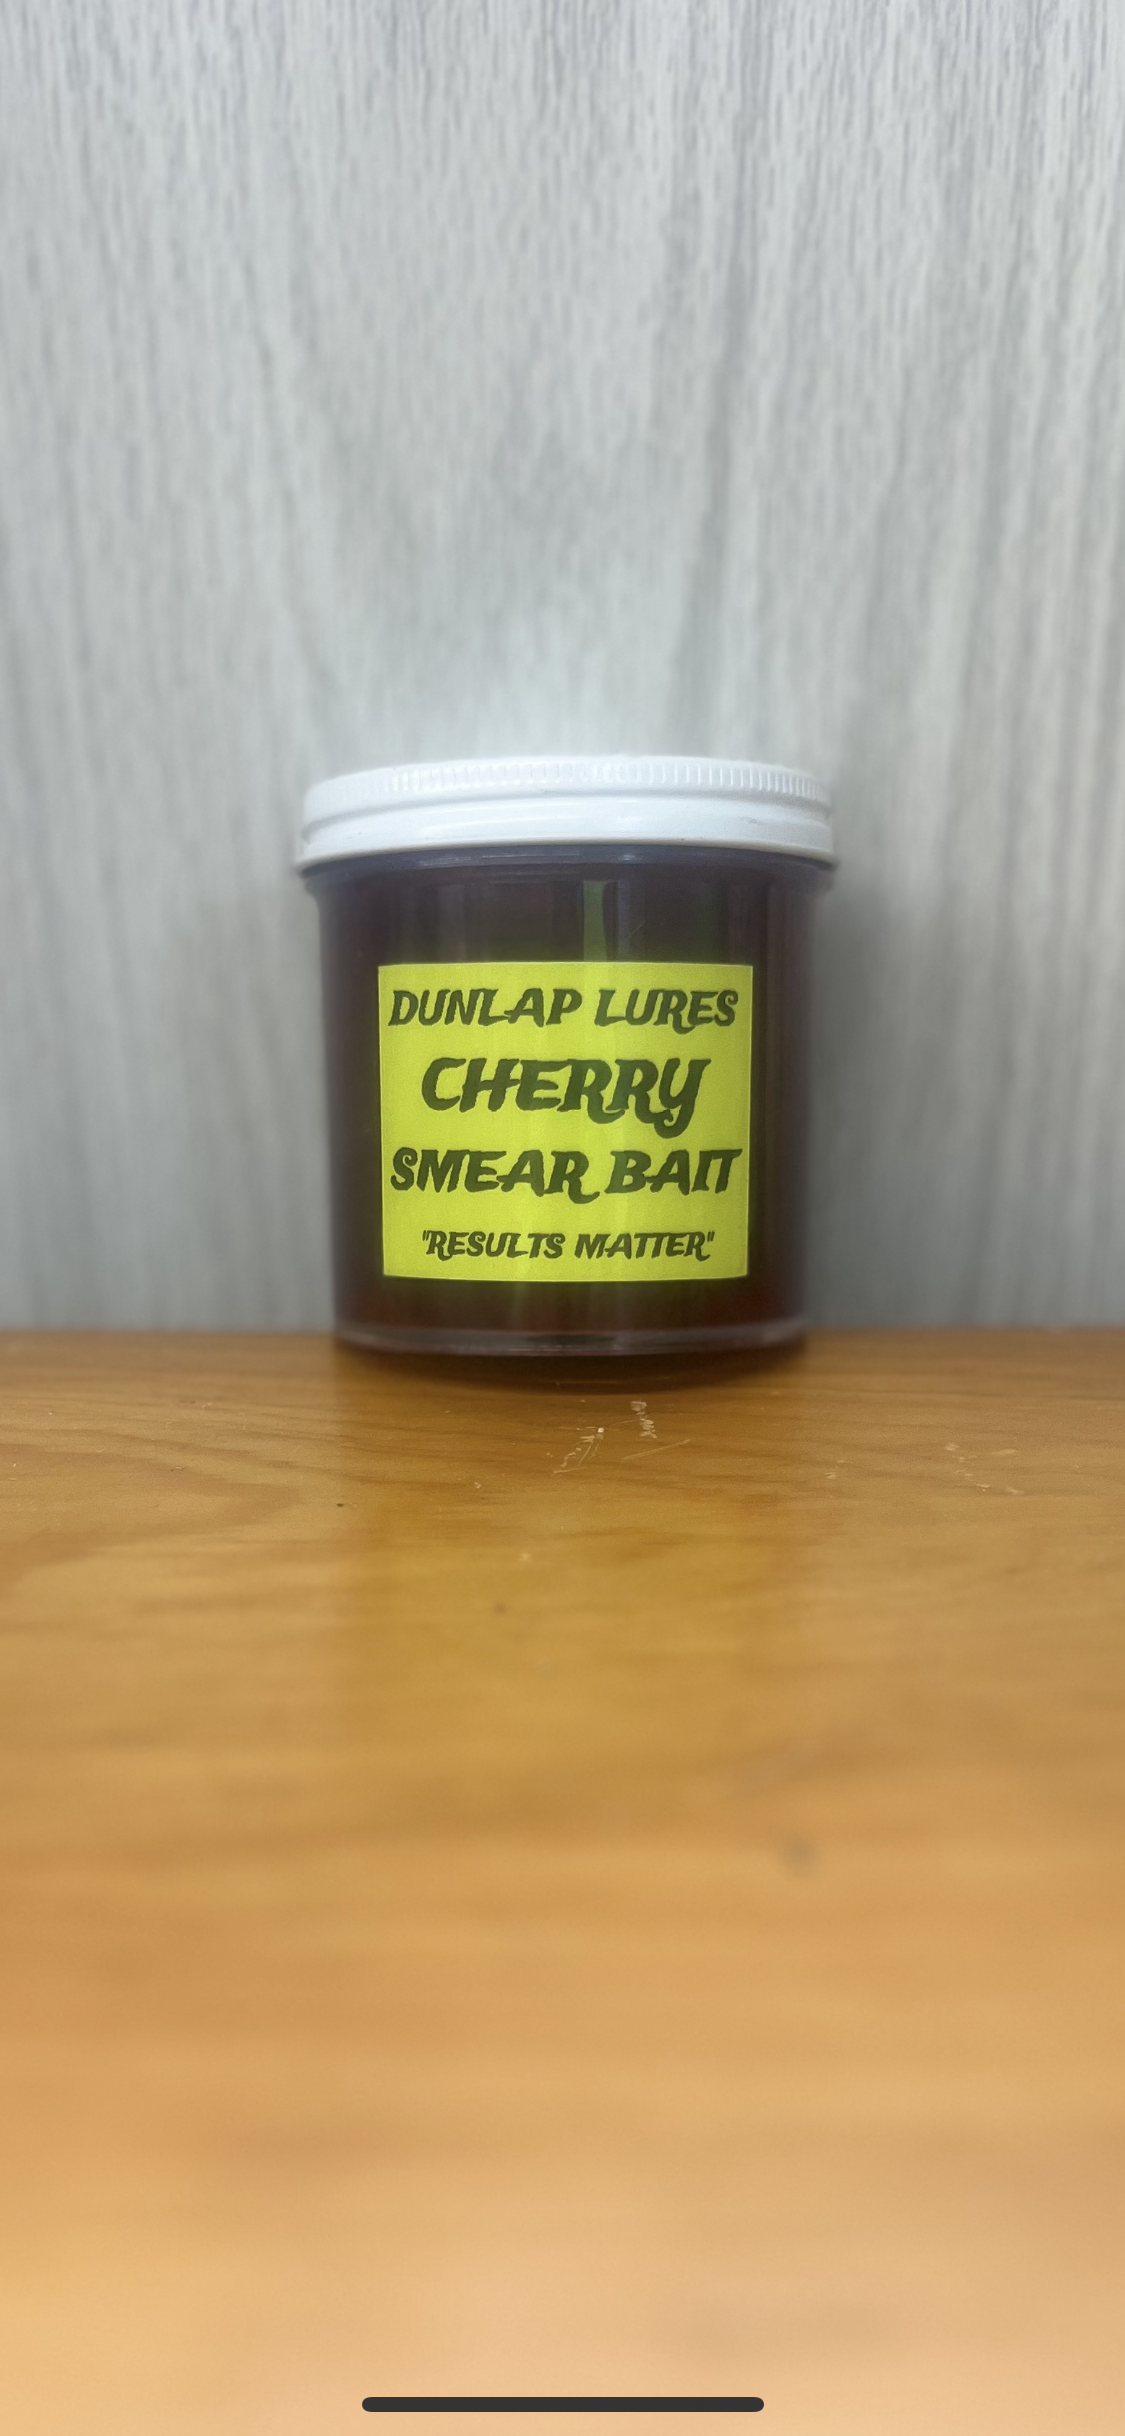 DUNLAP LURES
CHERRY
SMEAR BAIT
"RESULTS MATTER"